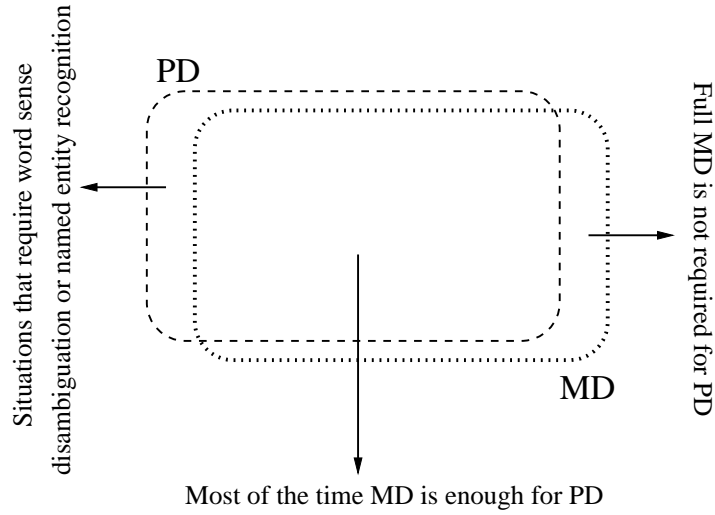 Situations that require word sense
disambiguation or named entity recognition
PD
Full MD is not required for PD
MD
Most of the time MD is enough for PD